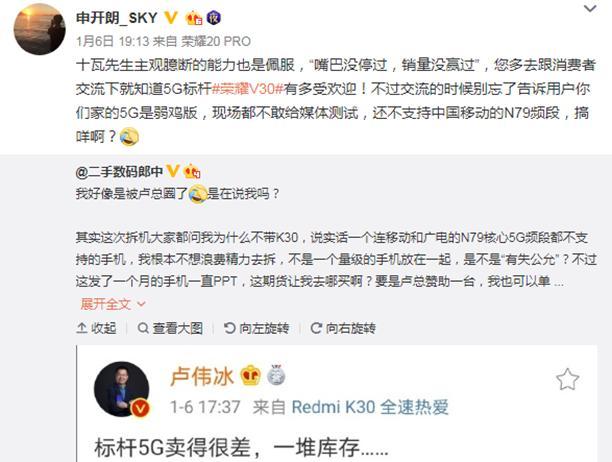 申开朗_SKY
1月6日 19:13 来自 荣耀20 PRO
十瓦先生主观臆断的能力也是佩服，“嘴巴没停过，销量没赢过”，您多去跟消费者
交流下就知道5G标杆#荣耀V30#有多受欢迎！不过交流的时候别忘了告诉用户你
们家的5G是弱鸡版，现场都不敢给媒体测试，还不支持中国移动的N79频段，搞
咩啊？
@二手数码郎中
我好像是被卢总圈了是在说我吗？
其实这次拆机大家都问我为什么不带K30，说实话一个连移动和广电的N79核心5G频段都不支
持的手机，我根本不想浪费精力去拆，不是一个量级的手机放在一起，是不是“有失公允”？不过
这发了一个月的手机一直PPT，这期货让我去哪买啊？要是卢总赞助一台，我也可以单 ...
展开全文
收起 查看大图 向左旋转 向右旋转
卢伟冰
1-6 17:37 来自 Redmi K30 全速热爱
标杆5G卖得很差，一堆库存......